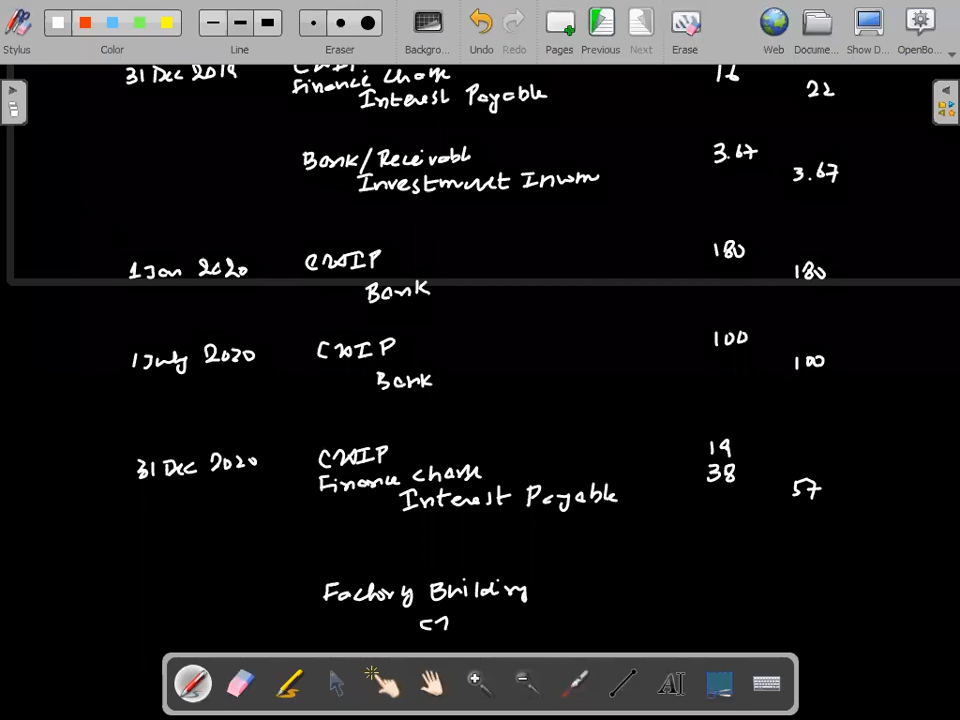 Stylus Color Line Eraser Backgro... Undo Redo Pages Previous Next Erase Web Docume... Show D... OpenBo...
31 Dec 2019 CWIP 16
Finance Charge 22
Interest Payable
Bank/Receivable 3.67
Investment Income 3.67
1 Jan 2020 CWIP 180
Bank 180
1 July 2020 CWIP 100
Bank 100
31 Dec 2020 CWIP 19
Finance Charge 38
Interest Payable 57
Factory Building